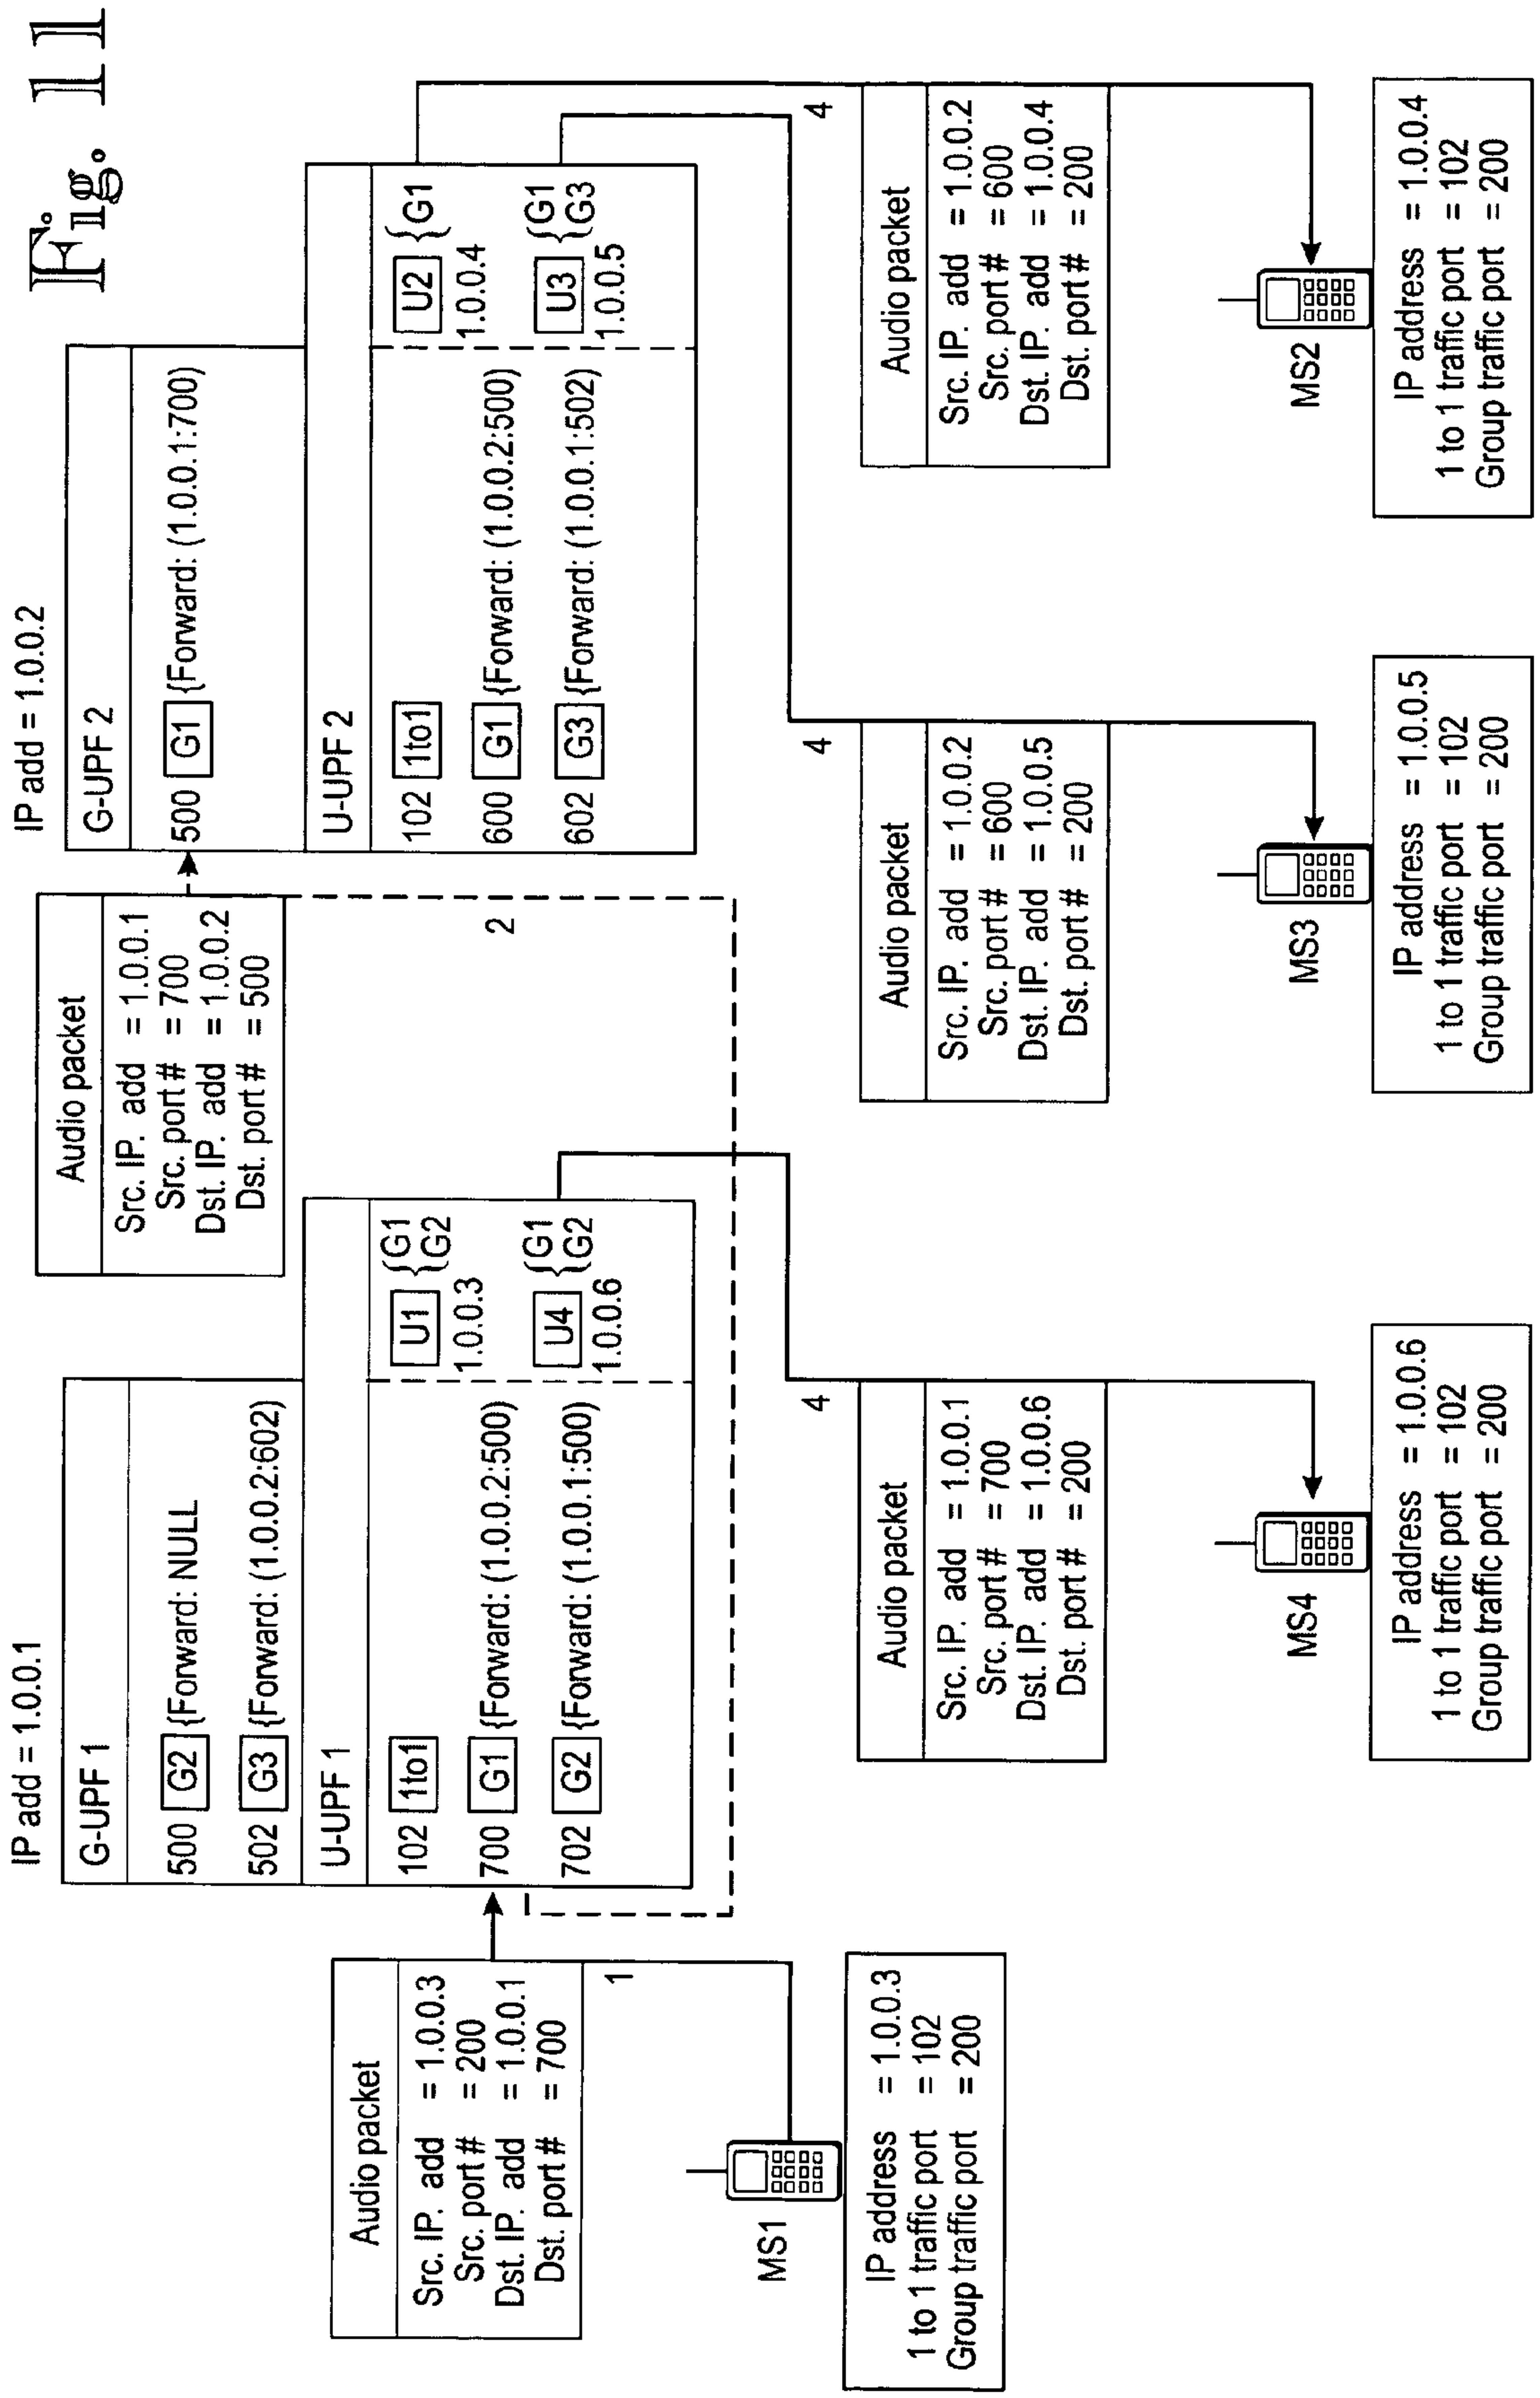 Fig. 11
IP add = 1.0.0.1
G-UPF 1
500 G2 {Forward: NULL
502 G3 {Forward: (1.0.0.2:602)
U-UPF 1
102 1to1
700 G1 {Forward: (1.0.0.2:500)
702 G2 {Forward: (1.0.0.1:500)
U1 {G1
G2
1.0.0.3
U4 {G1
G2
1.0.0.6
Audio packet
Src. IP. add = 1.0.0.1
Src. port # = 700
Dst. IP. add = 1.0.0.2
Dst. port # = 500
2
IP add = 1.0.0.2
G-UPF 2
500 G1 {Forward: (1.0.0.1:700)
U-UPF 2
102 1to1
600 G1 {Forward: (1.0.0.2:500)
602 G3 {Forward: (1.0.0.1:502)
U2 {G1
1.0.0.4
U3 {G1
G3
1.0.0.5
Audio packet
Src. IP. add = 1.0.0.3
Src. port # = 200
Dst. IP. add = 1.0.0.1
Dst. port # = 700
1
MS1
IP address = 1.0.0.3
1 to 1 traffic port = 102
Group traffic port = 200
4
Audio packet
Src. IP. add = 1.0.0.1
Src. port # = 700
Dst. IP. add = 1.0.0.6
Dst. port # = 200
MS4
IP address = 1.0.0.6
1 to 1 traffic port = 102
Group traffic port = 200
4
Audio packet
Src. IP. add = 1.0.0.2
Src. port # = 600
Dst. IP. add = 1.0.0.5
Dst. port # = 200
MS3
IP address = 1.0.0.5
1 to 1 traffic port = 102
Group traffic port = 200
4
Audio packet
Src. IP. add = 1.0.0.2
Src. port # = 600
Dst. IP. add = 1.0.0.4
Dst. port # = 200
MS2
IP address = 1.0.0.4
1 to 1 traffic port = 102
Group traffic port = 200